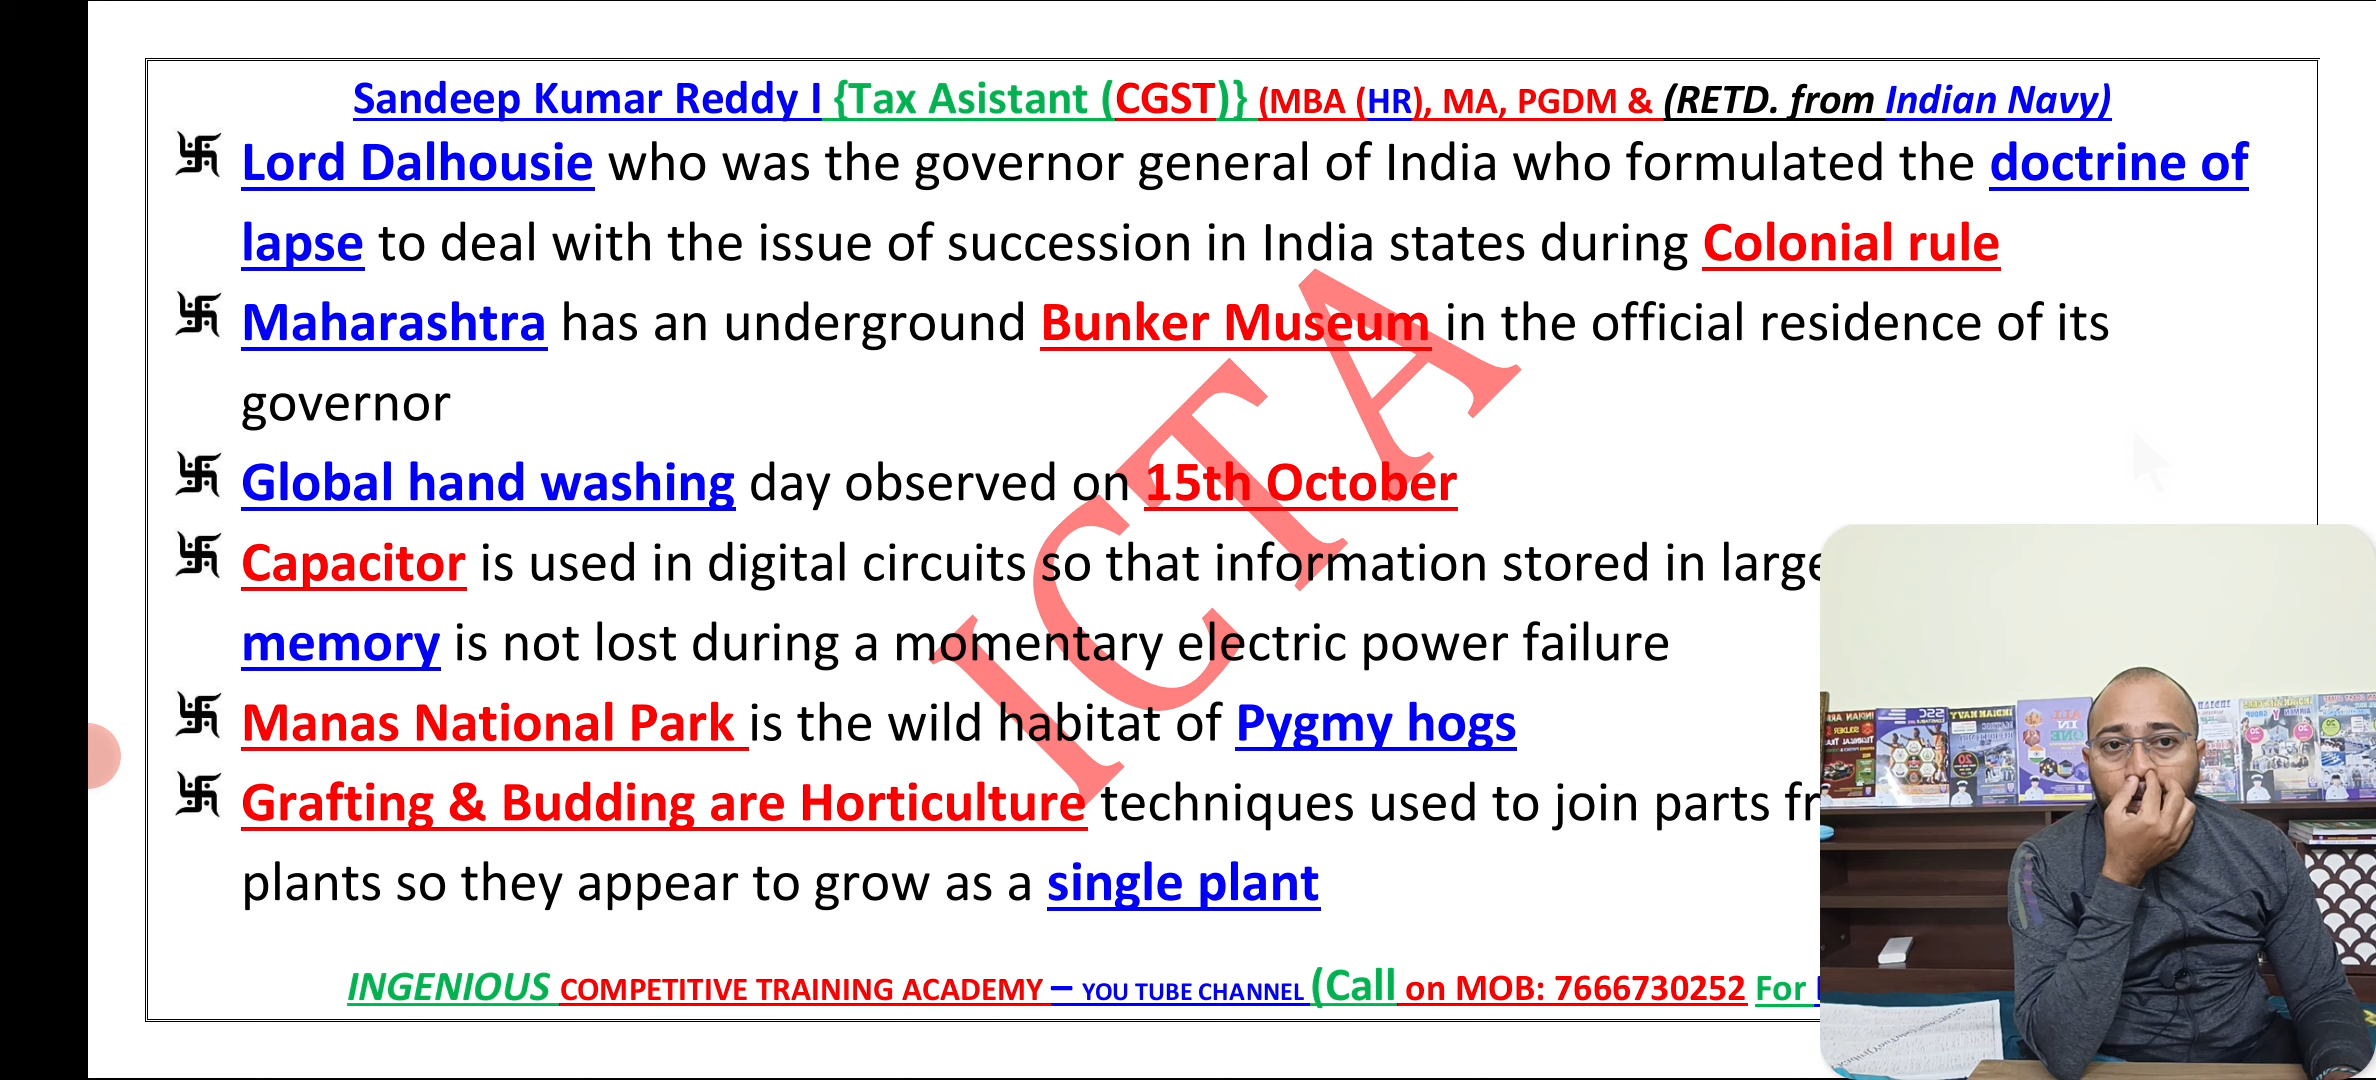 Sandeep Kumar Reddy I {Tax Asistant (CGST)} (MBA (HR), MA, PGDM & (RETD. from Indian Navy)
Lord Dalhousie who was the governor general of India who formulated the doctrine of
lapse to deal with the issue of succession in India states during Colonial rule
Maharashtra has an underground Bunker Museum in the official residence of its
governor
Global hand washing day observed on 15th October
Capacitor is used in digital circuits so that information stored in large
memory is not lost during a momentary electric power failure
Manas National Park is the wild habitat of Pygmy hogs
Grafting & Budding are Horticulture techniques used to join parts
plants so they appear to grow as a single plant
ICTA
INGENIOUS COMPETITIVE TRAINING ACADEMY – YOU TUBE CHANNEL (Call on MOB: 7666730252 For